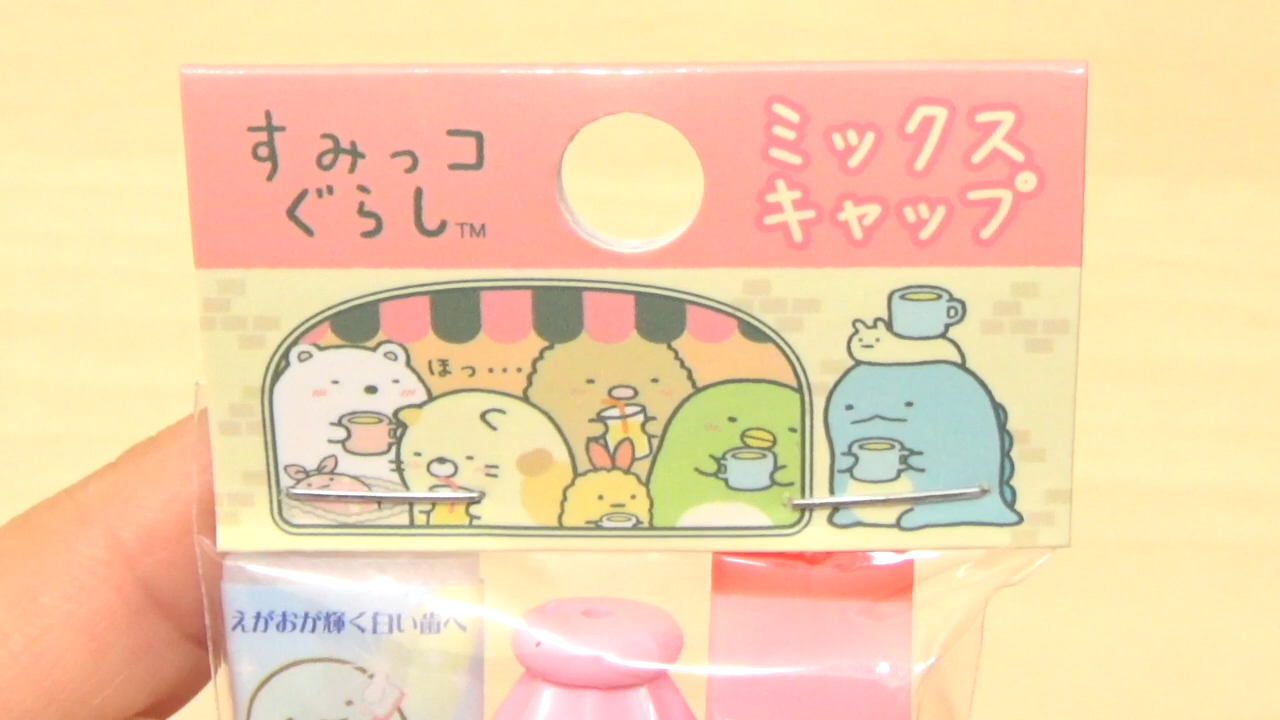 すみっコ
ぐらし™
ミックス
キャップ
ほっ・・・
えがおが輝く白い歯へ